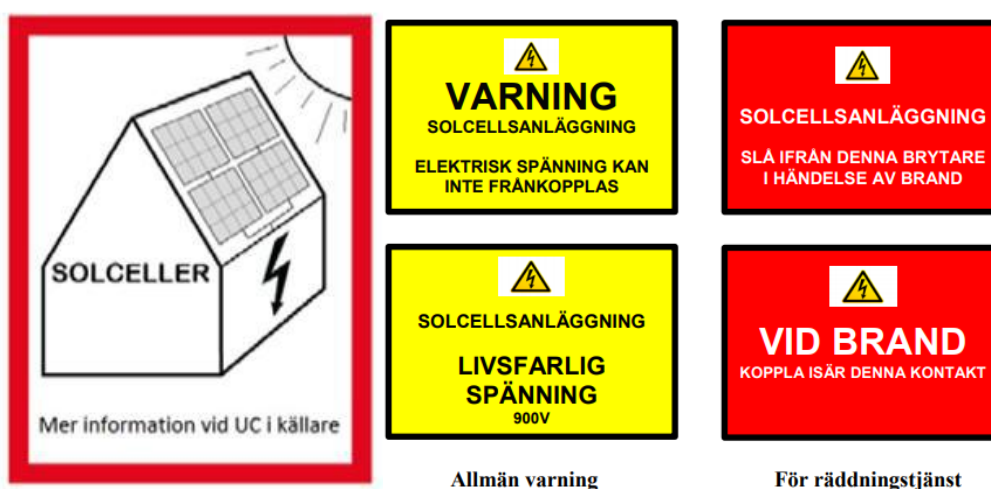 SOLCELLER
Mer information vid UC i källare
VARNING
SOLCELLSANLÄGGNING
ELEKTRISK SPÄNNING KAN
INTE FRÅNKOPPLAS
SOLCELLSANLÄGGNING
LIVSFARLIG
SPÄNNING
900V
Allmän varning
SOLCELLSANLÄGGNING
SLÅ IFRÅN DENNA BRYTARE
I HÄNDELSE AV BRAND
VID BRAND
KOPPLA ISÄR DENNA KONTAKT
För räddningstjänst